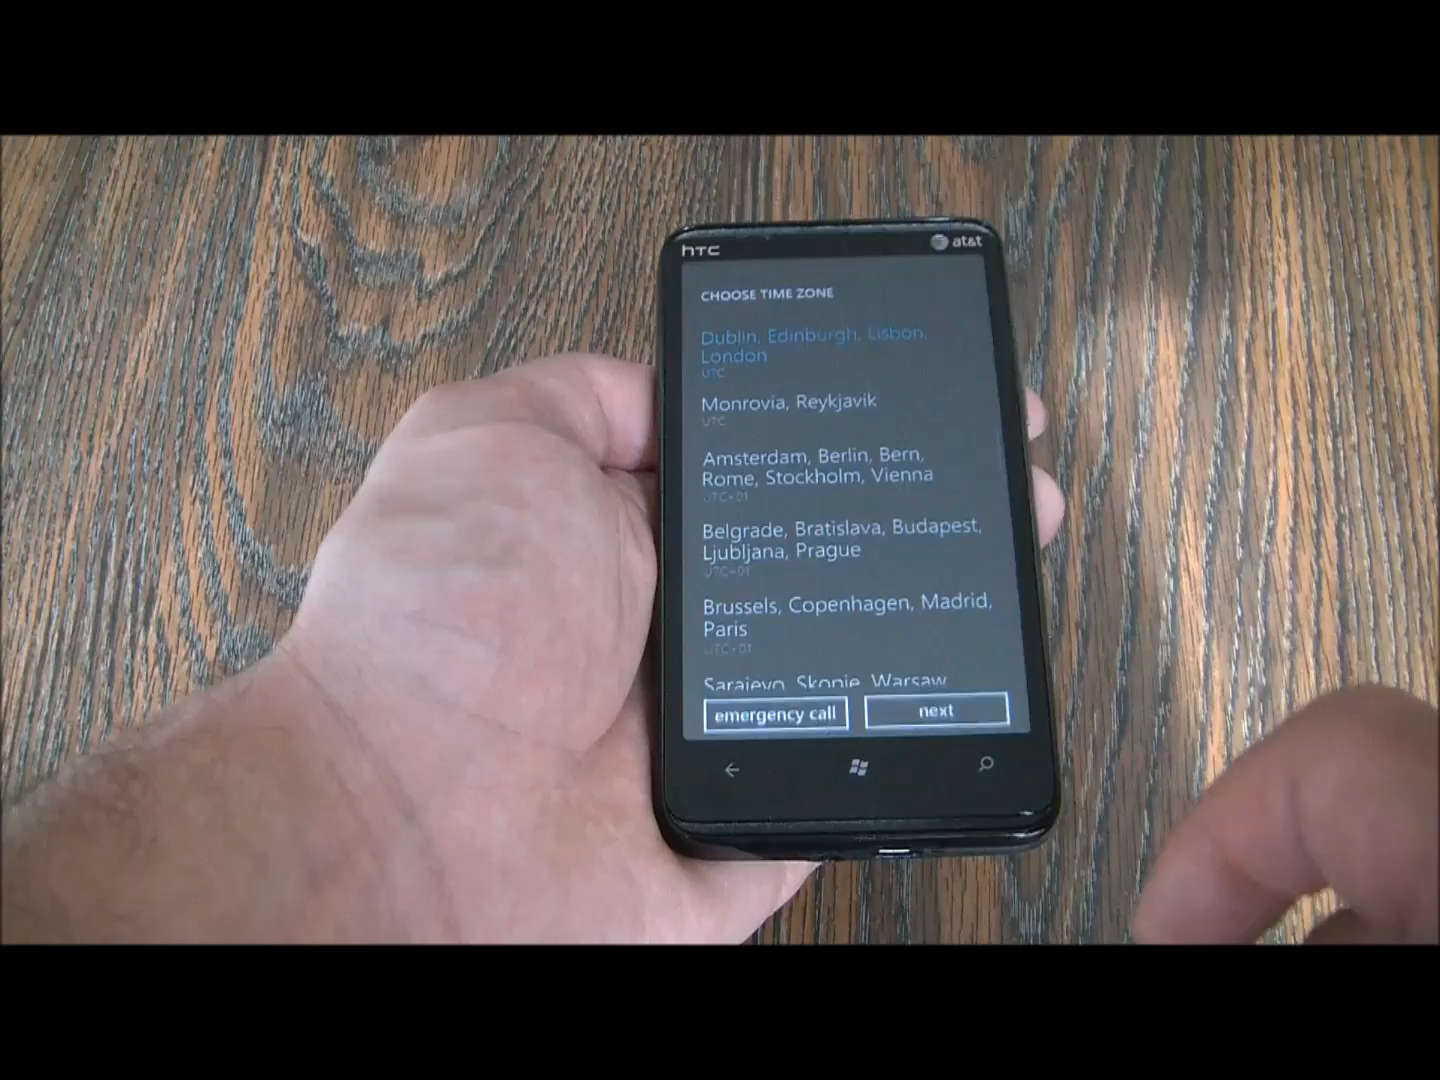 hTC
at&t
CHOOSE TIME ZONE
Dublin, Edinburgh, Lisbon,
London
UTC
Monrovia, Reykjavik
UTC
Amsterdam, Berlin, Bern,
Rome, Stockholm, Vienna
UTC+01
Belgrade, Bratislava, Budapest,
Ljubljana, Prague
UTC+01
Brussels, Copenhagen, Madrid,
Paris
UTC+01
Sarajevo, Skopje, Warsaw
emergency call
next